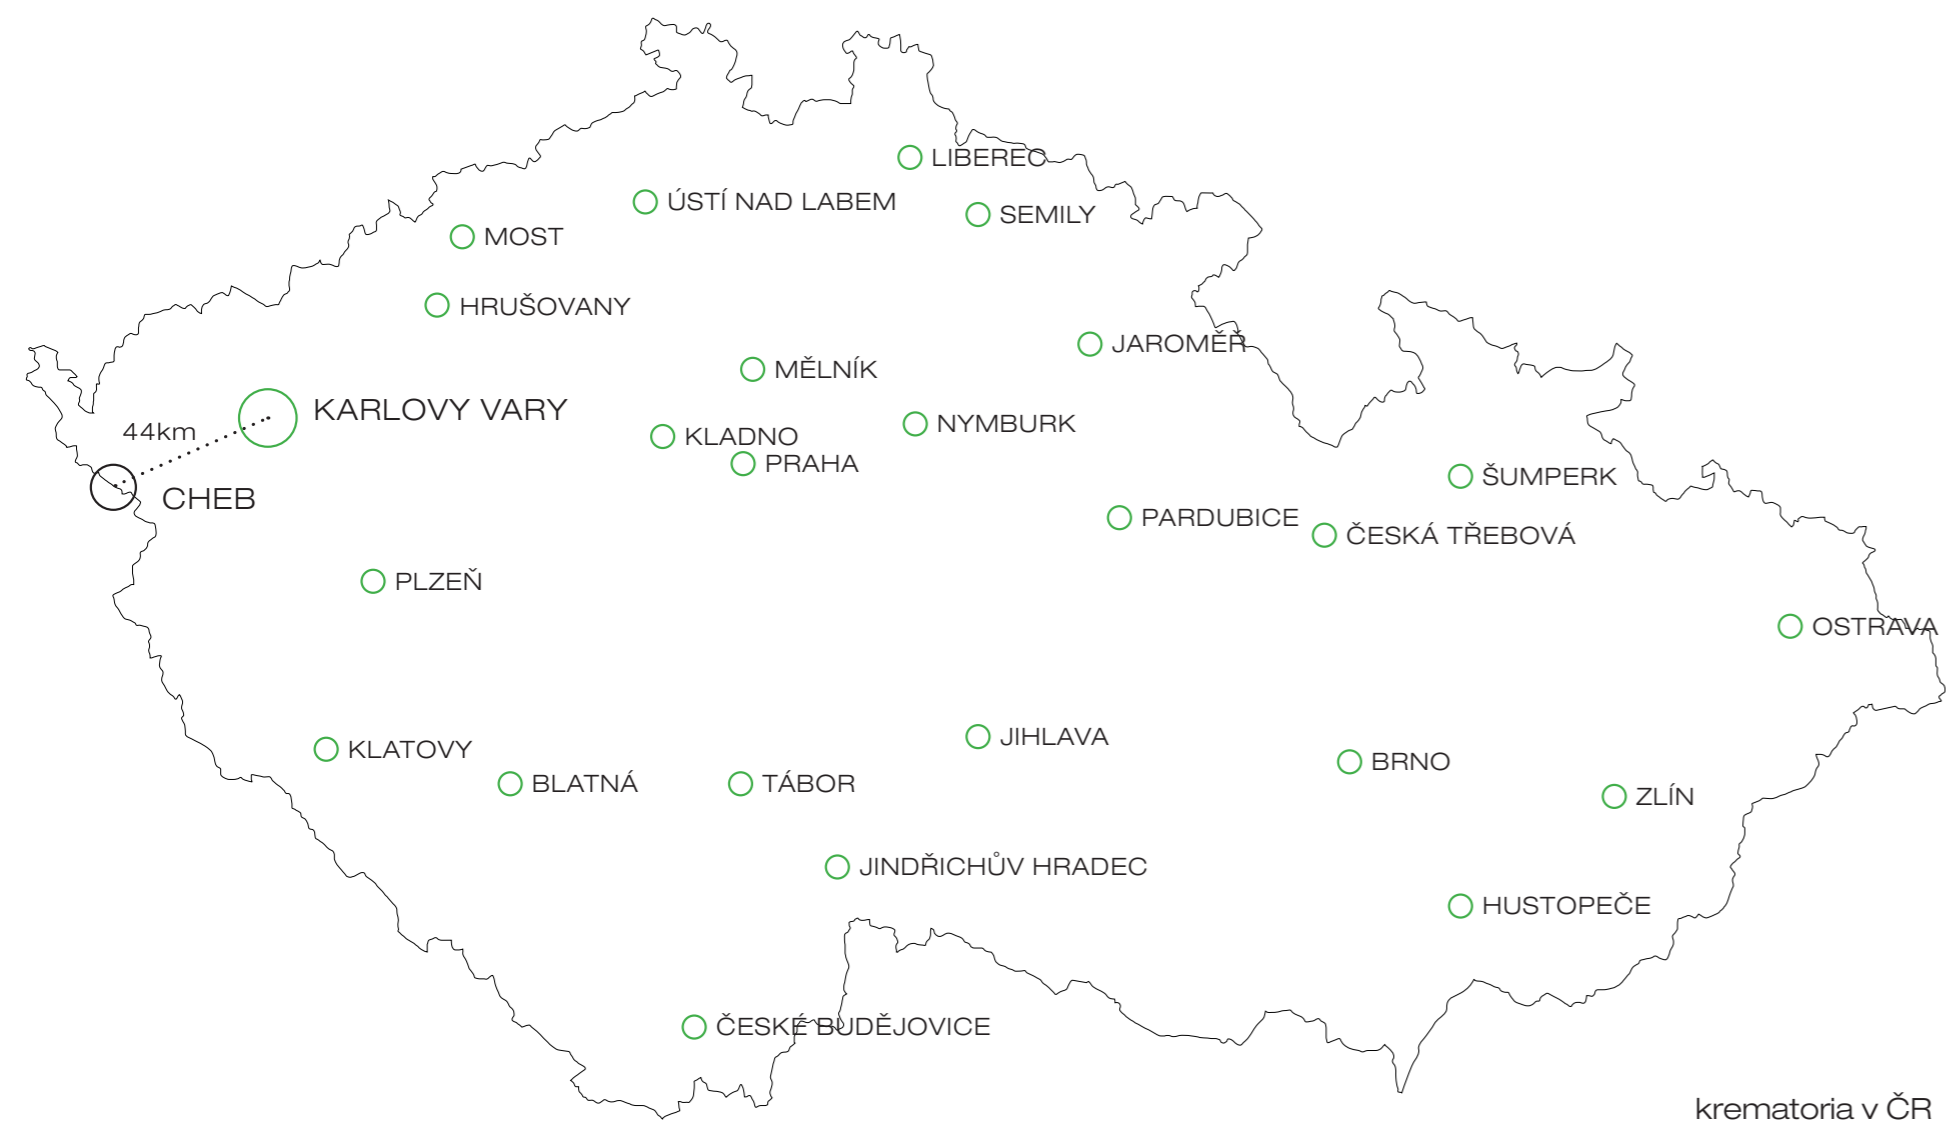 LIBEREC
ÚSTÍ NAD LABEM
SEMILY
MOST
HRUŠOVANY
JAROMĚŘ
MĚLNÍK
KARLOVY VARY
NYMBURK
44km
KLADNO
PRAHA
ŠUMPERK
CHEB
PARDUBICE
ČESKÁ TŘEBOVÁ
PLZEŇ
OSTRAVA
JIHLAVA
KLATOVY
BRNO
BLATNÁ
TÁBOR
ZLÍN
JINDŘICHŮV HRADEC
HUSTOPEČE
ČESKÉ BUDĚJOVICE
krematoria v ČR